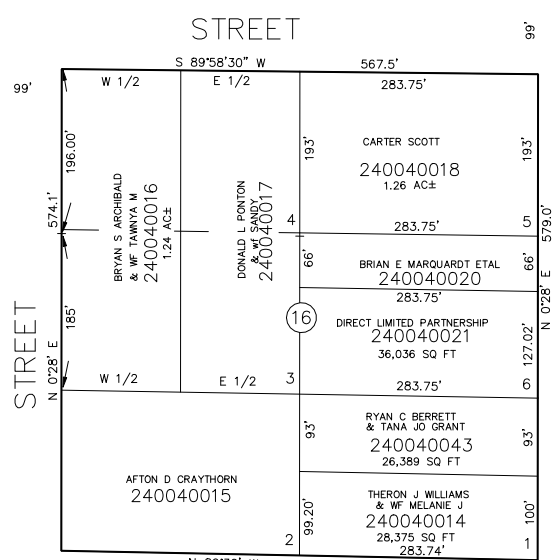 STREET
99'
S 89°58'30" W
567.5'
99'
W 1/2
E 1/2
283.75'
196.00'
193'
CARTER SCOTT
193'
240040018
1.26 AC±
BRYAN S ARCHIBALD
& WF TAWNYA M
240040016
1.24 AC±
DONALD L PONTON
& wf SANDY
240040017
574.1'
4
283.75'
5
579.0'
66'
BRIAN E MARQUARDT ETAL
66'
240040020
283.75'
N 0°28' E
185'
16
DIRECT LIMITED PARTNERSHIP
240040021
36,036 SQ FT
127.02'
STREET
N 0°28' E
W 1/2
E 1/2
3
283.75'
6
93'
RYAN C BERRETT
& TANA JO GRANT
93'
240040043
26,389 SQ FT
AFTON D CRAYTHORN
240040015
THERON J WILLIAMS
& WF MELANIE J
99.20'
240040014
100'
28,375 SQ FT
2
283.74'
1